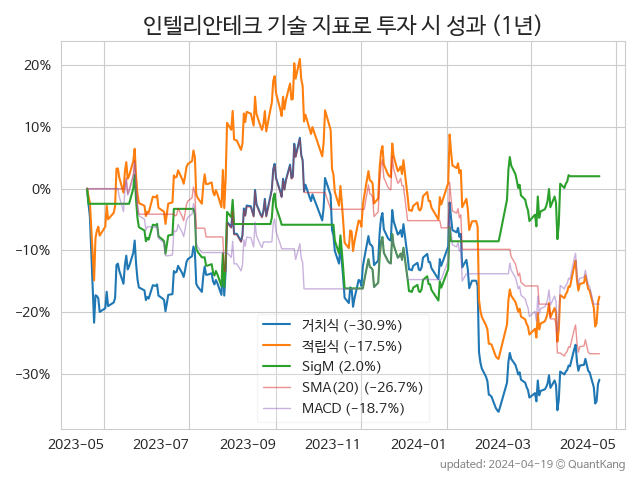 인텔리안테크 기술 지표로 투자 시 성과 (1년)
20%
10%
0%
−10%
−20%
−30%
거치식 (−30.9%)
적립식 (−17.5%)
SigM (2.0%)
SMA(20) (−26.7%)
MACD (−18.7%)
2023-05 2023-07 2023-09 2023-11 2024-01 2024-03 2024-05
updated: 2024-04-19 @ QuantKang